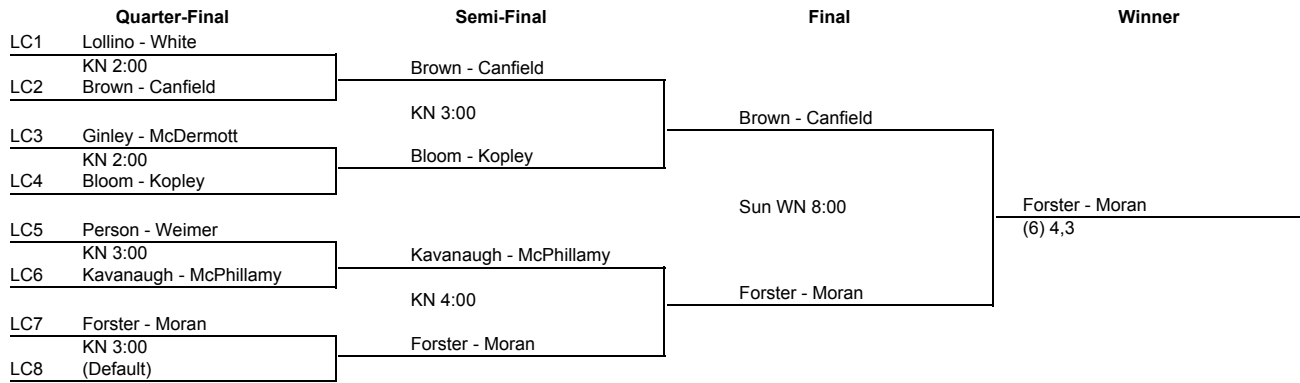 Quarter-Final Semi-Final Final Winner
LC1 Lollino - White
KN 2:00 Brown - Canfield
LC2 Brown - Canfield
KN 3:00 Brown - Canfield
LC3 Ginley - McDermott
KN 2:00 Bloom - Kopley
LC4 Bloom - Kopley
Sun WN 8:00 Forster - Moran
LC5 Person - Weimer (6) 4,3
KN 3:00 Kavanaugh - McPhillamy
LC6 Kavanaugh - McPhillamy
KN 4:00 Forster - Moran
LC7 Forster - Moran
KN 3:00 Forster - Moran
LC8 (Default)